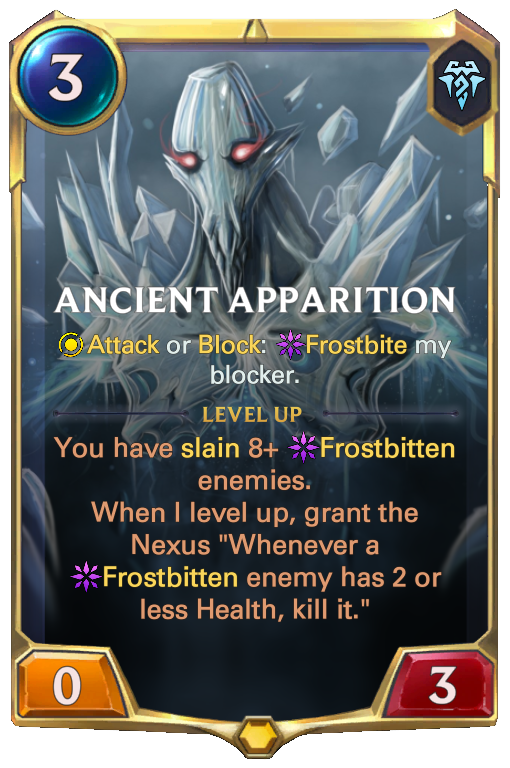 3
ANCIENT APPARITION
Attack or Block: Frostbite my
blocker.
LEVEL UP
You have slain 8+ Frostbitten
enemies.
When I level up, grant the
Nexus "Whenever a
Frostbitten enemy has 2 or
less Health, kill it."
0
3